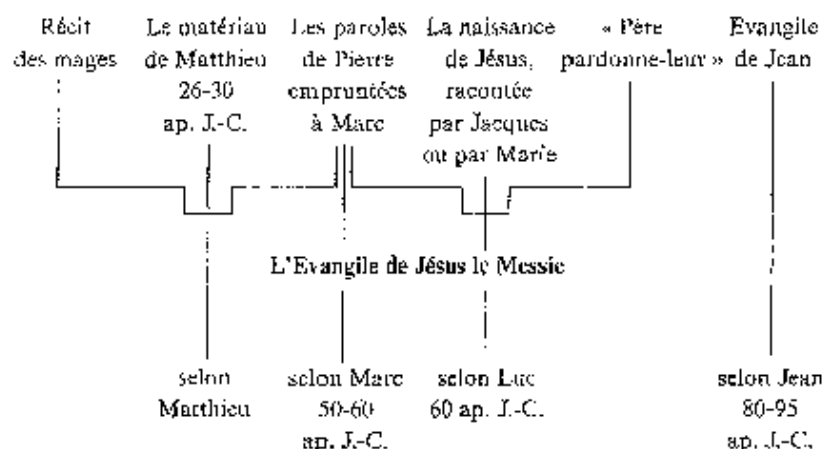 Récit
des mages
Le matériau
de Matthieu
26-30
ap. J.-C.
Les paroles
de Pierre
empruntées
à Marc
La naissance
de Jésus,
racontée
par Jacques
ou par Marie
« Père
pardonne-leur »
Evangile
de Jean
L'Evangile de Jésus le Messie
selon
Matthieu
selon Marc
50-60
ap. J.-C.
selon Luc
60 ap. J.-C.
selon Jean
80-95
ap. J.-C.